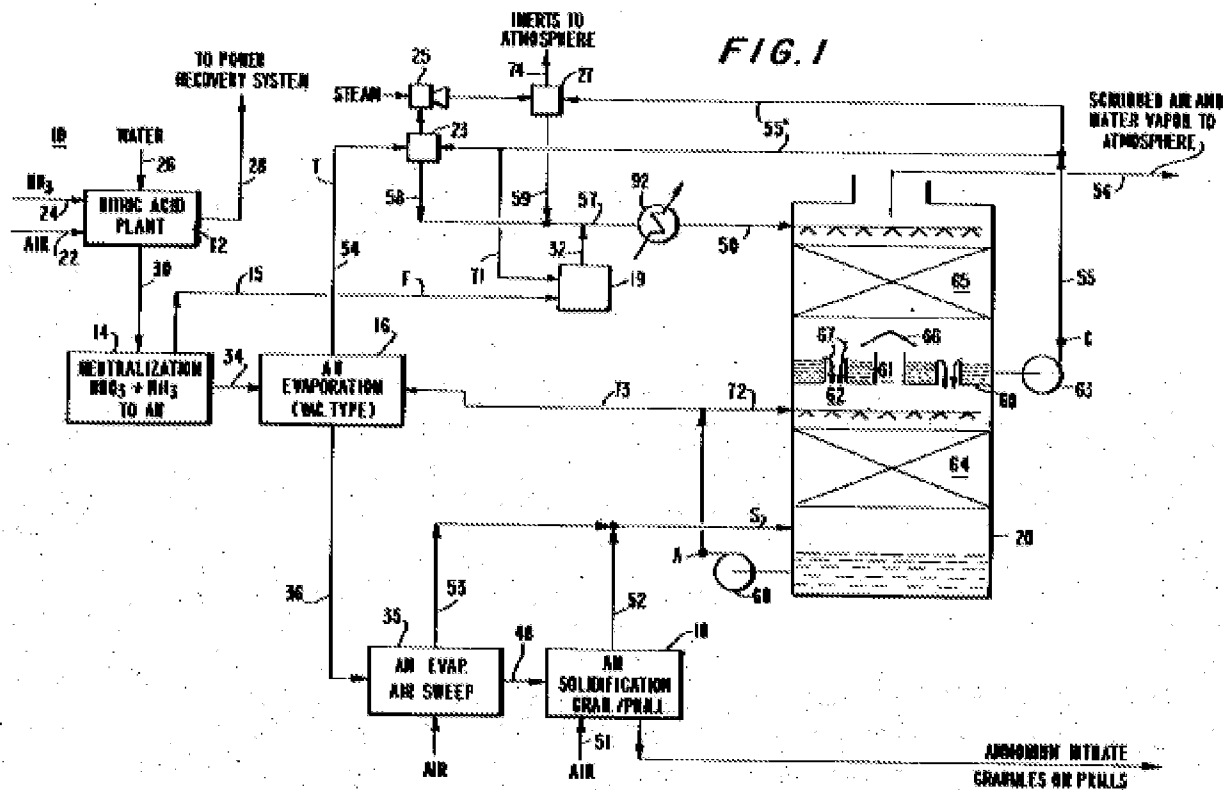 FIG. 1
INERTS TO
ATMOSPHERE
TO POWER
RECOVERY SYSTEM
25
74
27
STEAM
SCRUBBED AIR AND
WATER VAPOR TO
ATMOSPHERE
10
WATER
26
28
23
55"
55'
NH3
24
NITRIC ACID
PLANT
AIR
22
12
T
58
59
57
92
56
54
50
30
15
F
71
32
19
65
55
14
16
67
66
C
NEUTRALIZATION
HNO3 + NH3
TO AN
34
AN
EVAPORATION
(VAC. TYPE)
61
62
60
63
73
72
64
S
20
A
68
36
53
52
35
48
18
AN EVAP.
AIR SWEEP
AN
SOLIDIFICATION
GRAN./PRILL
51
AIR
AIR
AMMONIUM NITRATE
GRANULES OR PRILLS